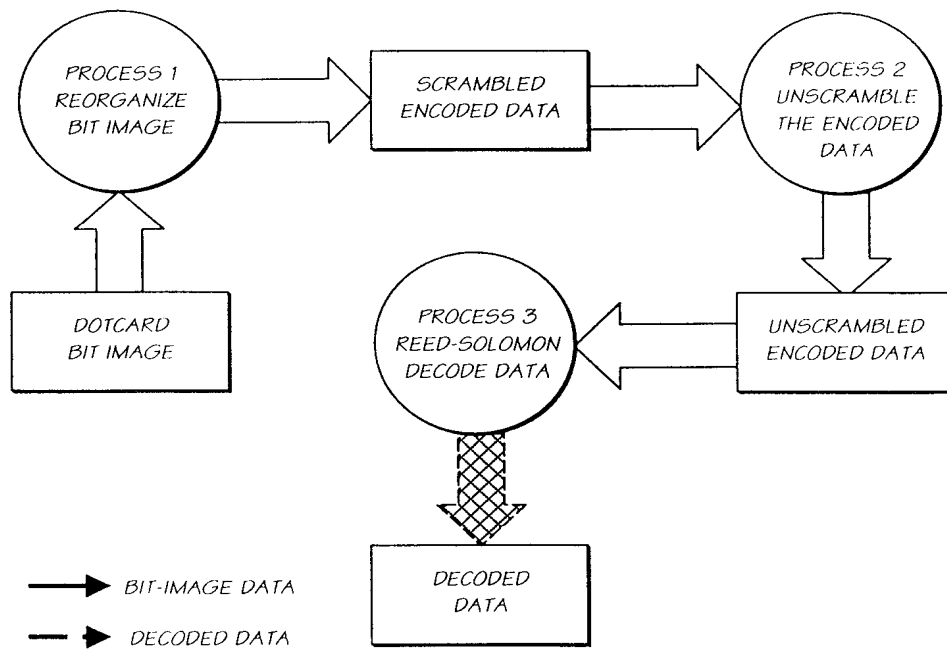 PROCESS 1
REORGANIZE
BIT IMAGE
SCRAMBLED
ENCODED DATA
PROCESS 2
UNSCRAMBLE
THE ENCODED
DATA
DOTCARD
BIT IMAGE
PROCESS 3
REED-SOLOMON
DECODE DATA
UNSCRAMBLED
ENCODED DATA
DECODED
DATA
BIT-IMAGE DATA
DECODED DATA